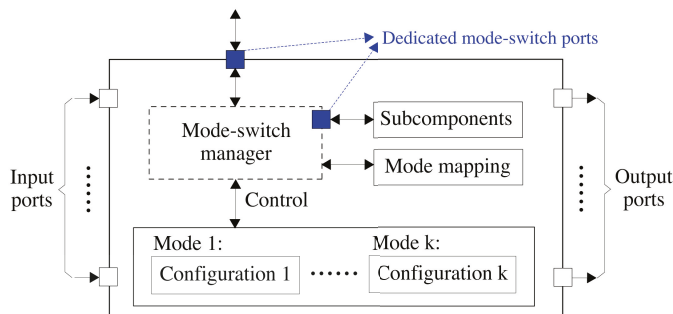 Dedicated mode-switch ports
Mode-switch
manager
Subcomponents
Mode mapping
Input
ports
Output
ports
Control
Mode 1:
Mode k:
Configuration 1
Configuration k